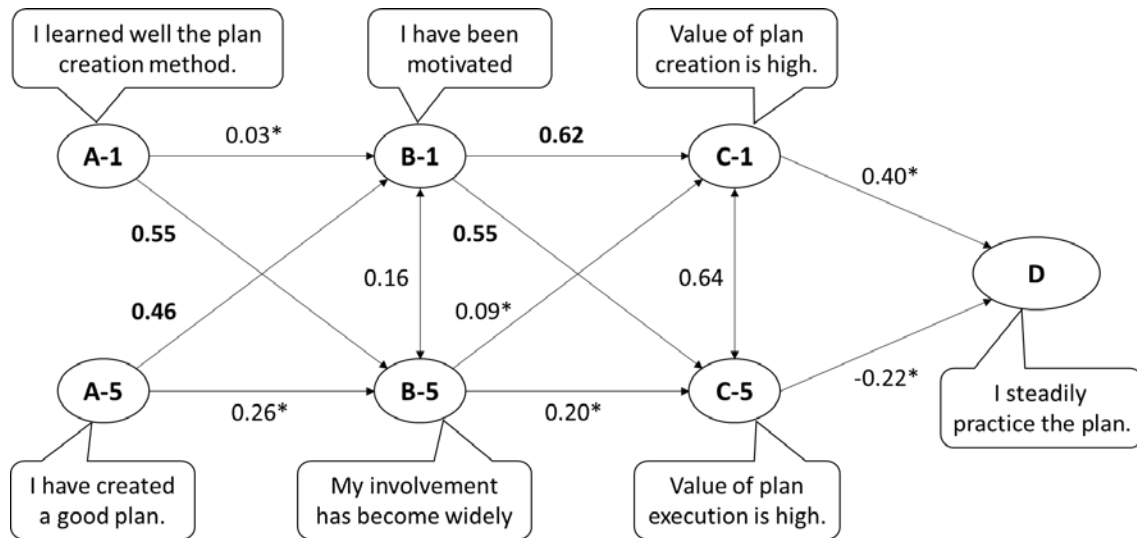 I learned well the plan
creation method.
I have been
motivated
Value of plan
creation is high.
A-1
0.03*
B-1
0.62
C-1
0.40*
0.55
0.55
0.16
0.64
D
0.46
0.09*
-0.22*
A-5
0.26*
B-5
0.20*
C-5
I steadily
practice the plan.
I have created
a good plan.
My involvement
has become widely
Value of plan
execution is high.